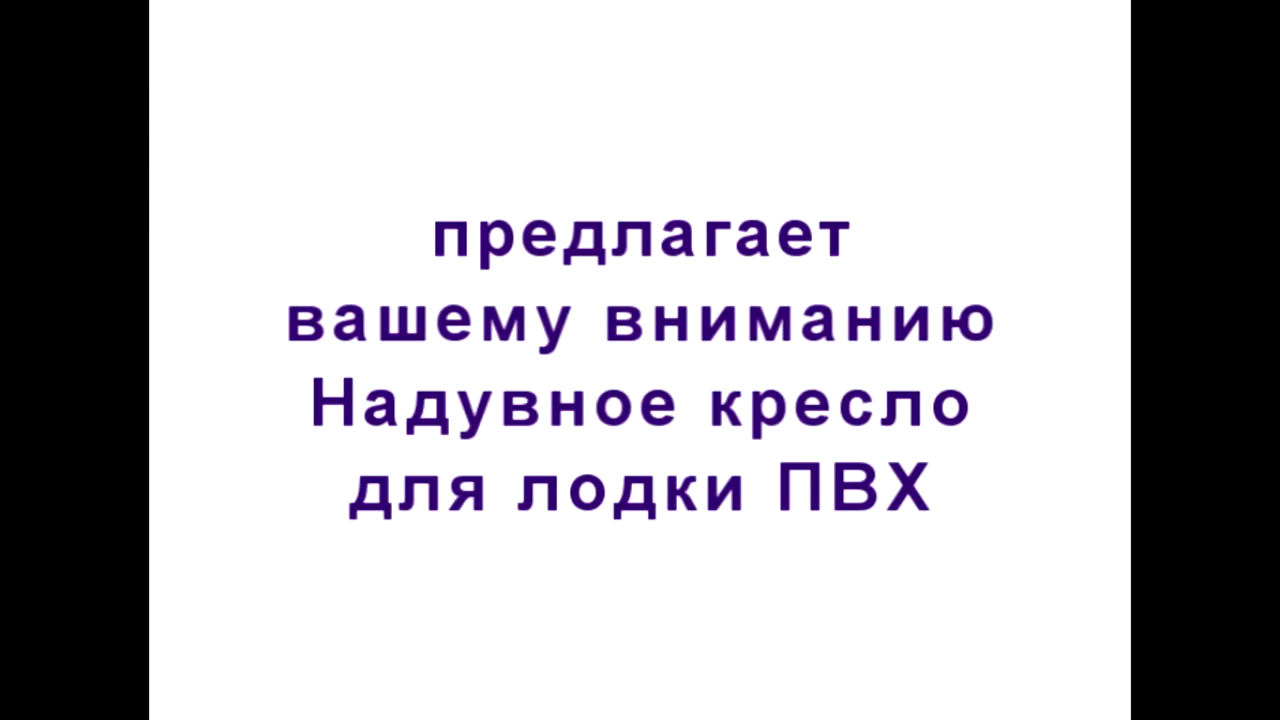 предлагает
вашему вниманию
Надувное кресло
для лодки ПВХ